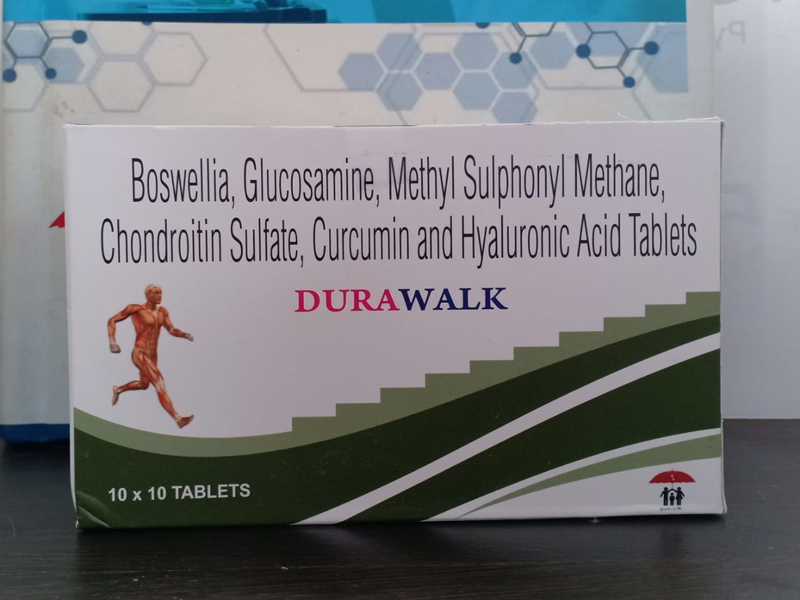 Boswellia, Glucosamine, Methyl Sulphonyl Methane,
Chondroitin Sulfate, Curcumin and Hyaluronic Acid Tablets
DURAWALK
10 x 10 TABLETS